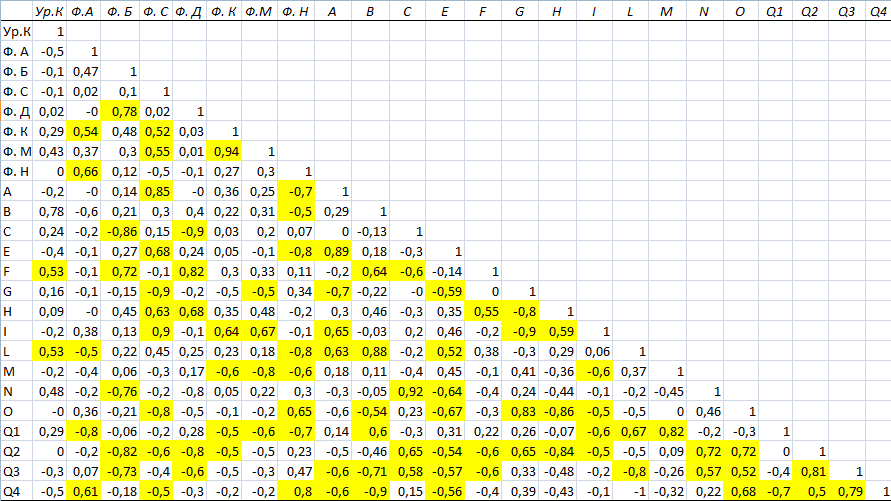 Ур.К Ф.А Ф. Б Ф. С Ф. Д Ф. К Ф.М Ф. Н A B C E F G H I L M N O Q1 Q2 Q3 Q4
Ур.К 1
Ф. А -0,5 1
Ф. Б -0,1 0,47 1
Ф. С -0,1 0,02 0,1 1
Ф. Д 0,02 -0 0,78 0,02 1
Ф. К 0,29 0,54 0,48 0,52 0,03 1
Ф. М 0,43 0,37 0,3 0,55 0,01 0,94 1
Ф. Н 0 0,66 0,12 -0,5 -0,1 0,27 0,3 1
A -0,2 -0 0,14 0,85 -0 0,36 0,25 -0,7 1
B 0,78 -0,6 0,21 0,3 0,4 0,22 0,31 -0,5 0,29 1
C 0,24 -0,2 -0,86 0,15 -0,9 0,03 0,2 0,07 0 -0,13 1
E -0,4 -0,1 0,27 0,68 0,24 0,05 -0,1 -0,8 0,89 0,18 -0,3 1
F 0,53 -0,1 0,72 -0,1 0,82 0,3 0,33 0,11 -0,2 0,64 -0,6 -0,14 1
G 0,16 -0,1 -0,15 -0,9 -0,2 -0,5 -0,5 0,34 -0,7 -0,22 -0 -0,59 0 1
H 0,09 -0 0,45 0,63 0,68 0,35 0,48 -0,2 0,3 0,46 -0,3 0,35 0,55 -0,8 1
I -0,2 0,38 0,13 0,9 -0,1 0,64 0,67 -0,1 0,65 -0,03 0,2 0,46 -0,2 -0,9 0,59 1
L 0,53 -0,5 0,22 0,45 0,25 0,23 0,18 -0,8 0,63 0,88 -0,2 0,52 0,38 -0,3 0,29 0,06 1
M -0,2 -0,4 0,06 -0,3 0,17 -0,6 -0,8 -0,6 0,18 0,11 -0,4 0,45 -0,1 0,41 -0,36 -0,6 0,37 1
N 0,48 -0,2 -0,76 -0,2 -0,8 0,05 0,22 0,3 -0,3 -0,05 0,92 -0,64 -0,4 0,24 -0,44 -0,1 -0,2 -0,45 1
O -0 0,36 -0,21 -0,8 -0,5 -0,1 -0,2 0,65 -0,6 -0,54 0,23 -0,67 -0,3 0,83 -0,86 -0,5 -0,5 0 0,46 1
Q1 0,29 -0,8 -0,06 -0,2 0,28 -0,5 -0,6 -0,7 0,14 0,6 -0,3 0,31 0,22 0,26 -0,07 -0,6 0,67 0,82 -0,2 -0,3 1
Q2 0 -0,2 -0,82 -0,6 -0,8 -0,5 -0,5 0,23 -0,5 -0,46 0,65 -0,54 -0,6 0,65 -0,84 -0,5 -0,5 0,09 0,72 0,72 0 1
Q3 -0,3 0,07 -0,73 -0,4 -0,6 -0,5 -0,3 0,47 -0,6 -0,71 0,58 -0,57 -0,6 0,33 -0,48 -0,2 -0,8 -0,26 0,57 0,52 -0,4 0,81 1
Q4 -0,5 0,61 -0,18 -0,5 -0,3 -0,2 -0,2 0,8 -0,6 -0,9 0,15 -0,56 -0,4 0,39 -0,43 -0,1 -1 -0,32 0,22 0,68 -0,7 0,5 0,79 1